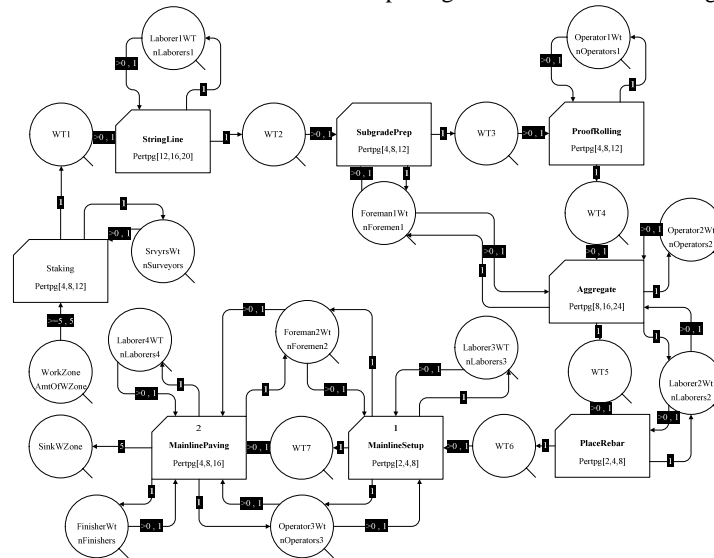 Laborer1WT
nLaborers1
>0 , 1
1
Operator1Wt
nOperators1
>0 , 1
1
WT1
>0 , 1
StringLine
Pertpg[12,16,20]
1
WT2
>0 , 1
SubgradePrep
Pertpg[4,8,12]
1
WT3
>0 , 1
ProofRolling
Pertpg[4,8,12]
>0 , 1
1
1
1
1
Foreman1Wt
nForemen1
WT4
SrvyrsWt
nSurveyors
>0 , 1
Operator2Wt
nOperators2
>0 , 1
>0 , 1
>0 , 1
1
1
Staking
Pertpg[4,8,12]
Aggregate
Pertpg[8,16,24]
1
>=5 , 5
>0 , 1
Foreman2Wt
nForemen2
1
1
>0 , 1
WorkZone
AmtOfWZone
Laborer4WT
nLaborers4
Laborer3WT
nLaborers3
WT5
Laborer2Wt
nLaborers2
>0 , 1
1
1
>0 , 1
>0 , 1
1
>0 , 1
>0 , 1
SinkWZone
5
2
MainlinePaving
Pertpg[4,8,16]
>0 , 1
WT7
1
1
MainlineSetup
Pertpg[2,4,8]
>0 , 1
WT6
1
PlaceRebar
Pertpg[2,4,8]
1
1
1
>0 , 1
1
FinisherWt
nFinishers
>0 , 1
1
Operator3Wt
nOperators3
>0 , 1